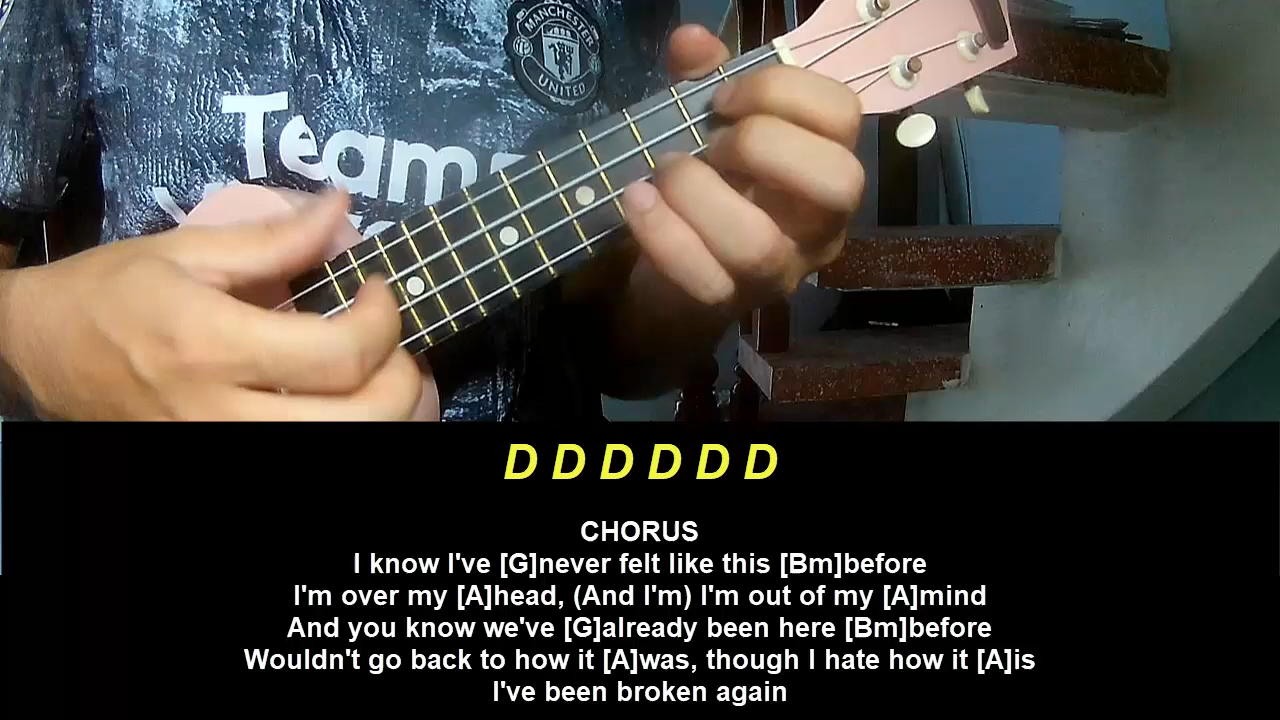 MANCHESTER
UNITED
Team
D D D D D D
CHORUS
I know I've [G]never felt like this [Bm]before
I'm over my [A]head, (And I'm) I'm out of my [A]mind
And you know we've [G]already been here [Bm]before
Wouldn't go back to how it [A]was, though I hate how it [A]is
I've been broken again